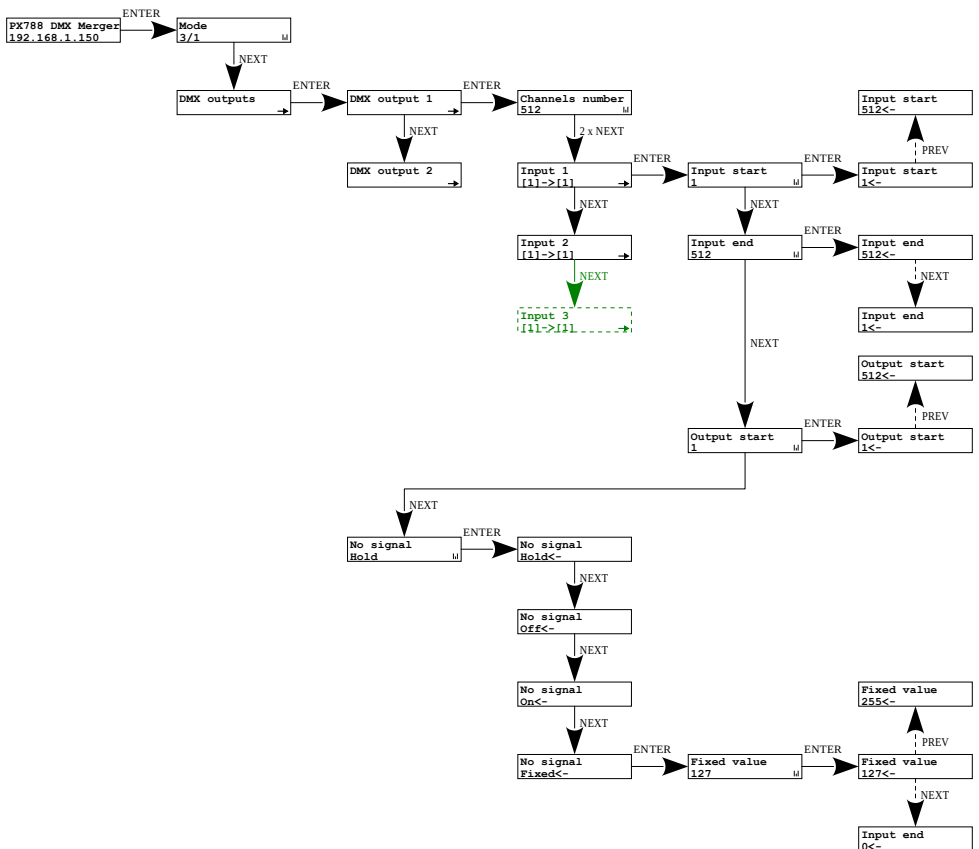 ENTER
PX788 DMX Merger
192.168.1.150
Mode
3/1
NEXT
DMX outputs
ENTER
DMX output 1
ENTER
Channels number
512
NEXT
DMX output 2
2 x NEXT
Input 1
[1]->[1]
ENTER
Input start
1
ENTER
Input start
1<-
PREV
Input start
512<-
NEXT
Input 2
[1]->[1]
NEXT
Input end
512
ENTER
Input end
512<-
NEXT
Input end
1<-
NEXT
Input 3
[1]->[1]
NEXT
Output start
1
ENTER
Output start
1<-
PREV
Output start
512<-
NEXT
No signal
Hold
ENTER
No signal
Hold<-
NEXT
No signal
Off<-
NEXT
No signal
On<-
NEXT
No signal
Fixed<-
ENTER
Fixed value
127
ENTER
Fixed value
127<-
PREV
Fixed value
255<-
NEXT
Input end
0<-